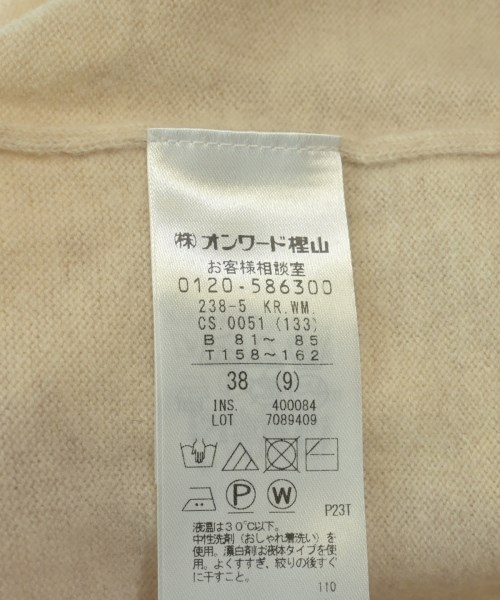 (株)オンワード樫山
お客様相談室
0120-586300
238-5 KR.WM.
CS.0051 (133)
B 81～ 85
T158～162
38 (9)
INS. 400084
LOT 7089409
P W
P23T
液温は30℃以下。
中性洗剤（おしゃれ着洗い）を
使用。漂白剤は液体タイプを使
用。よくすすぎ、絞りの後すぐ
に干すこと。
110